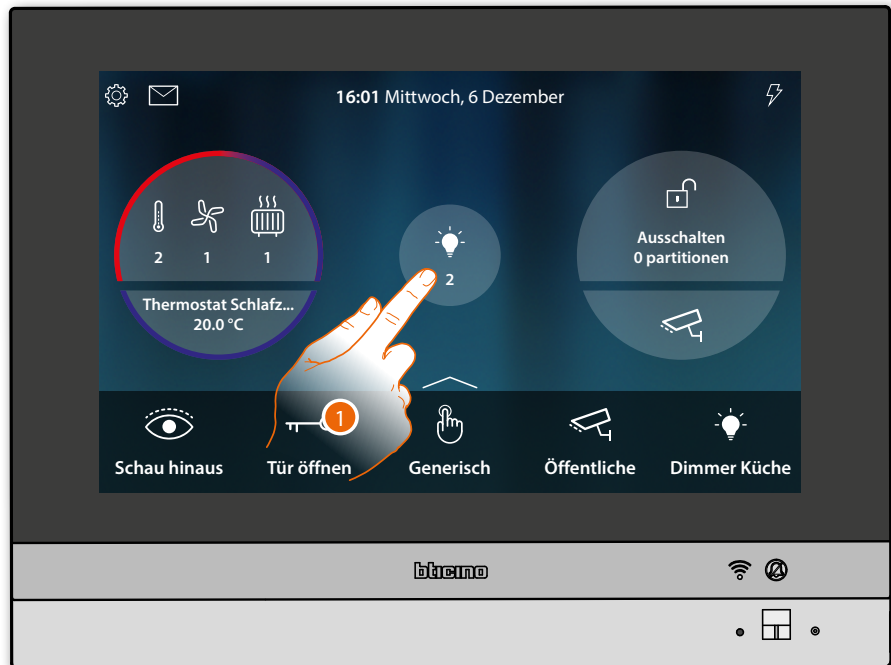 16:01 Mittwoch, 6 Dezember
2 1 1
Thermostat Schlafz...
20.0 °C
2
Ausschalten
0 partitionen
1
Schau hinaus
Tür öffnen
Generisch
Öffentliche
Dimmer Küche
bticino